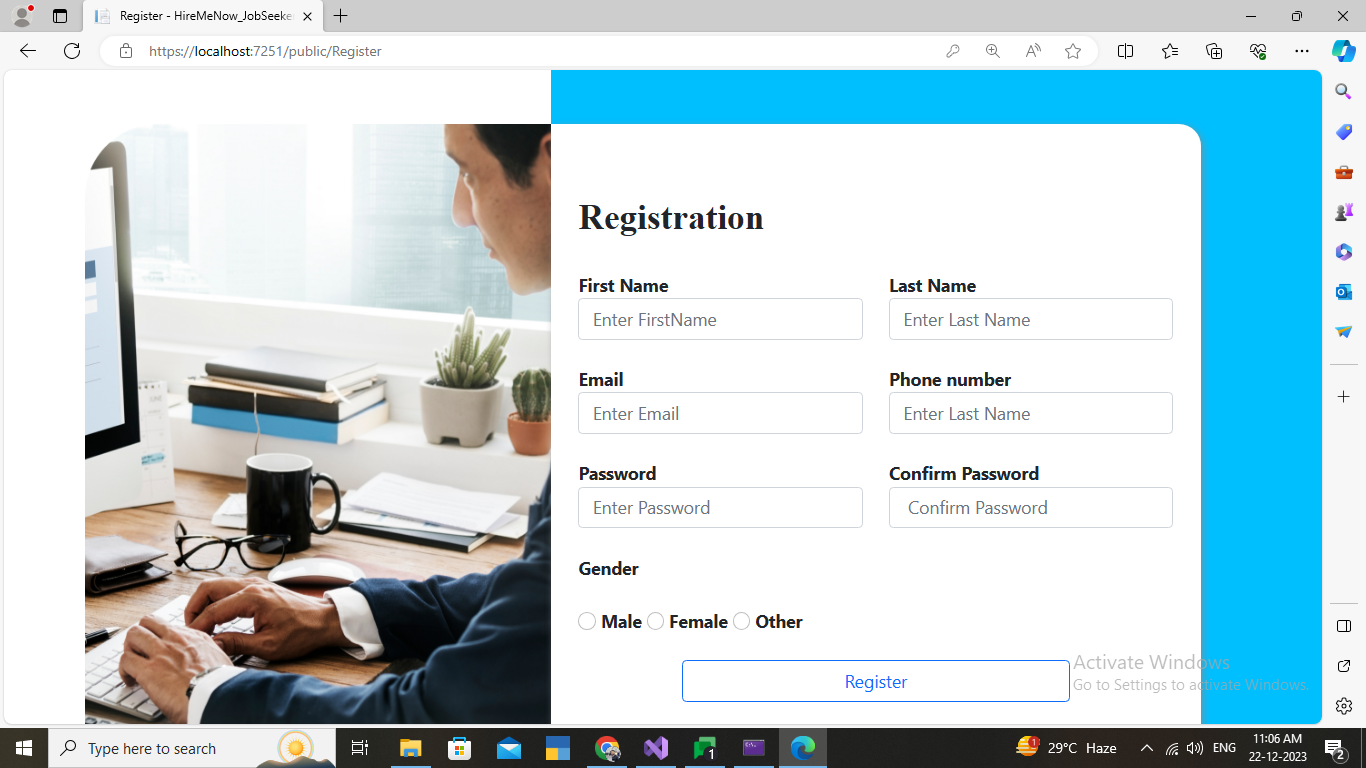 Register - HireMeNow_JobSeeke
https://localhost:7251/public/Register
Registration
First Name Last Name
Enter FirstName Enter Last Name
Email Phone number
Enter Email Enter Last Name
Password Confirm Password
Enter Password Confirm Password
Gender
Male Female Other
Register
Activate Windows
Go to Settings to activate Windows.
Type here to search
1
1
29°C Haze
ENG
11:06 AM
22-12-2023
2